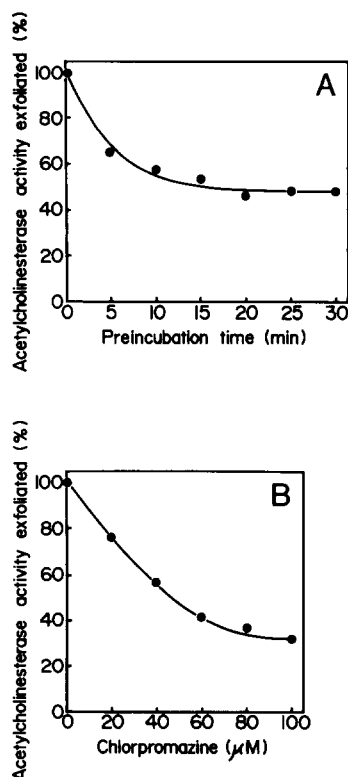 Acetylcholinesterase activity exfoliated (%)
A
100
80
60
40
20
0
0 5 10 15 20 25 30
Preincubation time (min)
Acetylcholinesterase activity exfoliated (%)
B
100
80
60
40
20
0
0 20 40 60 80 100
Chlorpromazine (μM)